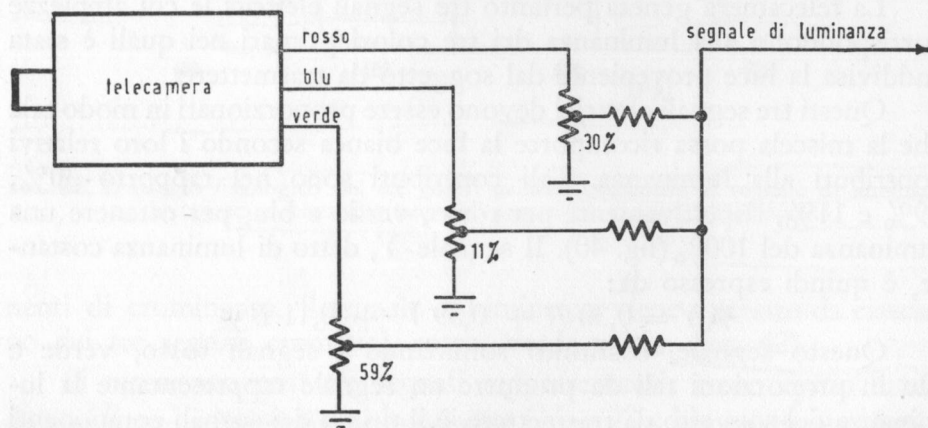 rosso
segnale di luminanza
blu
telecamera
verde
30%
11%
59%